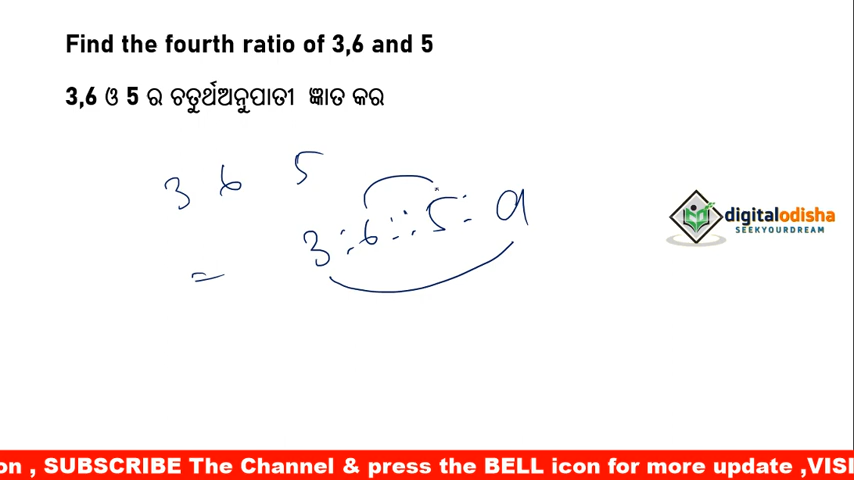 Find the fourth ratio of 3,6 and 5
3,6 ଓ 5 ର ଚତୁର୍ଥଅନୁପାତୀ ଜ୍ଞାତ କର
3 6 5
3 : 6 :: 5 : a
=
digitalodisha
SEEKYOURDREAM
on , SUBSCRIBE The Channel & press the BELL icon for more update ,VISI